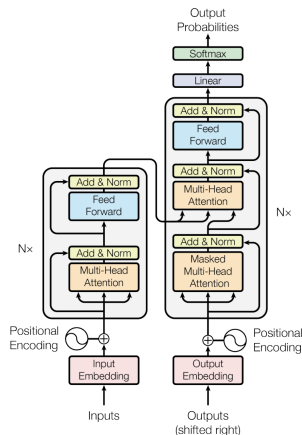 Output
Probabilities
Softmax
Linear
Add & Norm
Feed
Forward
Add & Norm
Multi-Head
Attention
Add & Norm
Masked
Multi-Head
Attention
N×
Add & Norm
Feed
Forward
N×
Add & Norm
Multi-Head
Attention
Positional
Encoding
Positional
Encoding
Input
Embedding
Output
Embedding
Inputs
Outputs
(shifted right)